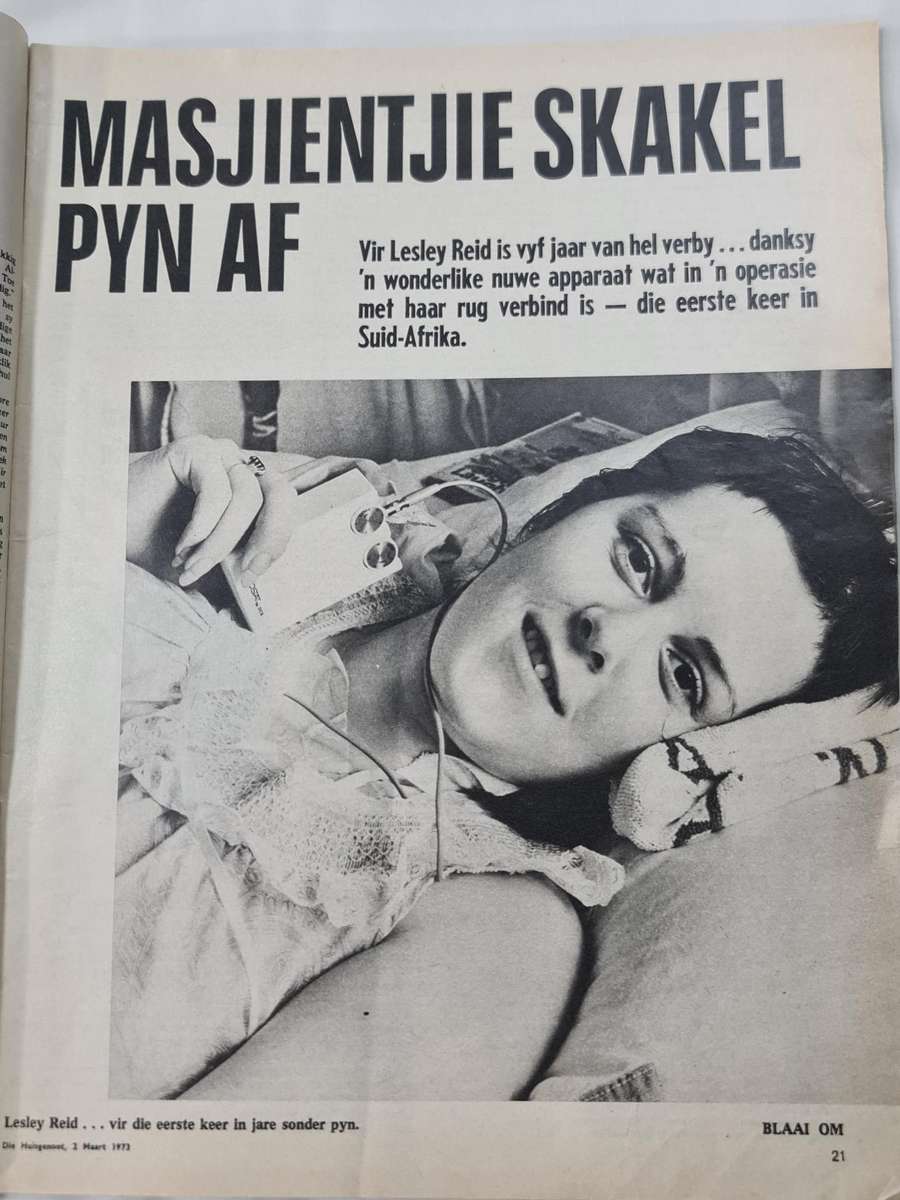 MASJIENTJIE SKAKEL
PYN AF
Vir Lesley Reid is vyf jaar van hel verby ... danksy
'n wonderlike nuwe apparaat wat in 'n operasie
met haar rug verbind is — die eerste keer in
Suid-Afrika.
Lesley Reid . . . vir die eerste keer in jare sonder pyn.
BLAAI OM
Die Huisgenoot, 2 Maart 1973
21